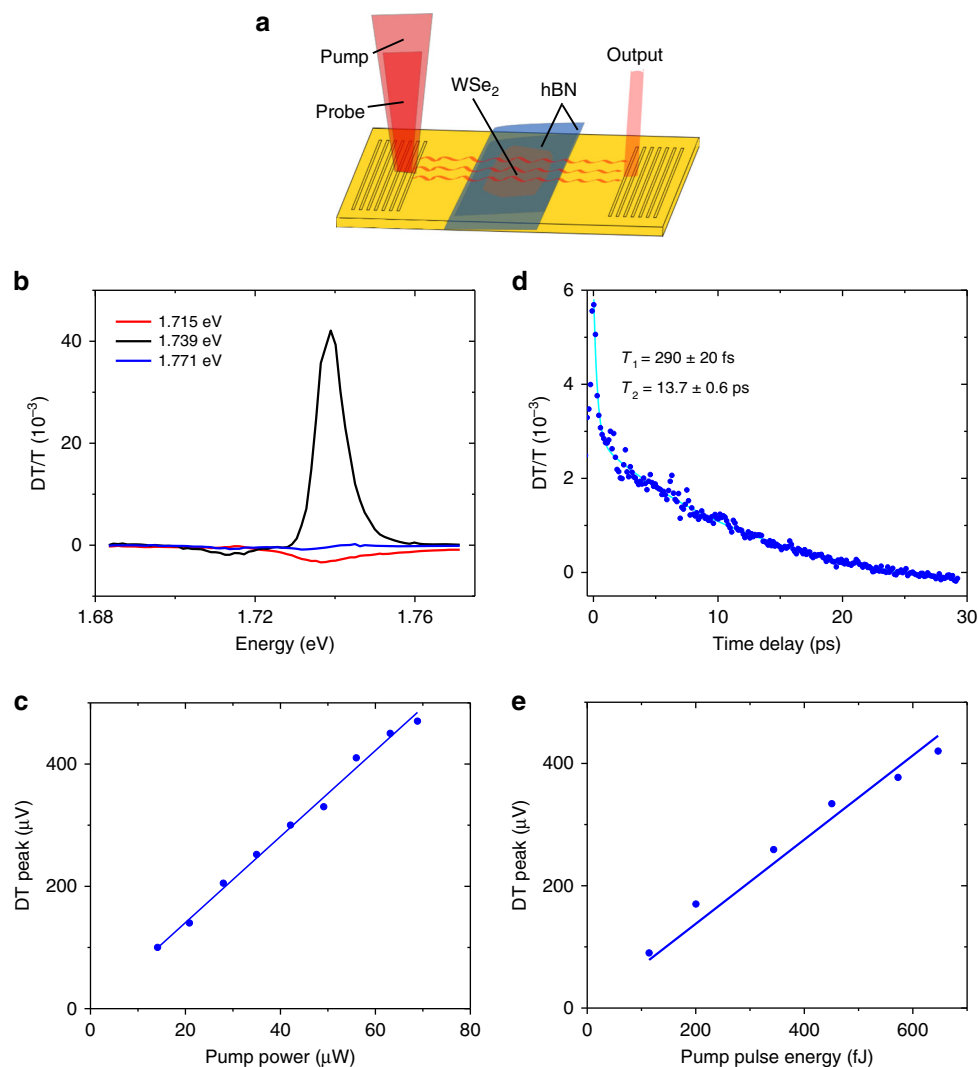 a
Pump
Probe
WSe₂
hBN
Output
b
1.715 eV
1.739 eV
1.771 eV
40
20
0
DT/T (10⁻³)
1.68
1.72
1.76
Energy (eV)
d
T₁ = 290 ± 20 fs
T₂ = 13.7 ± 0.6 ps
6
4
2
0
DT/T (10⁻³)
0
10
20
30
Time delay (ps)
c
400
200
0
DT peak (μV)
0
20
40
60
80
Pump power (μW)
e
400
200
0
DT peak (μV)
0
200
400
600
Pump pulse energy (fJ)